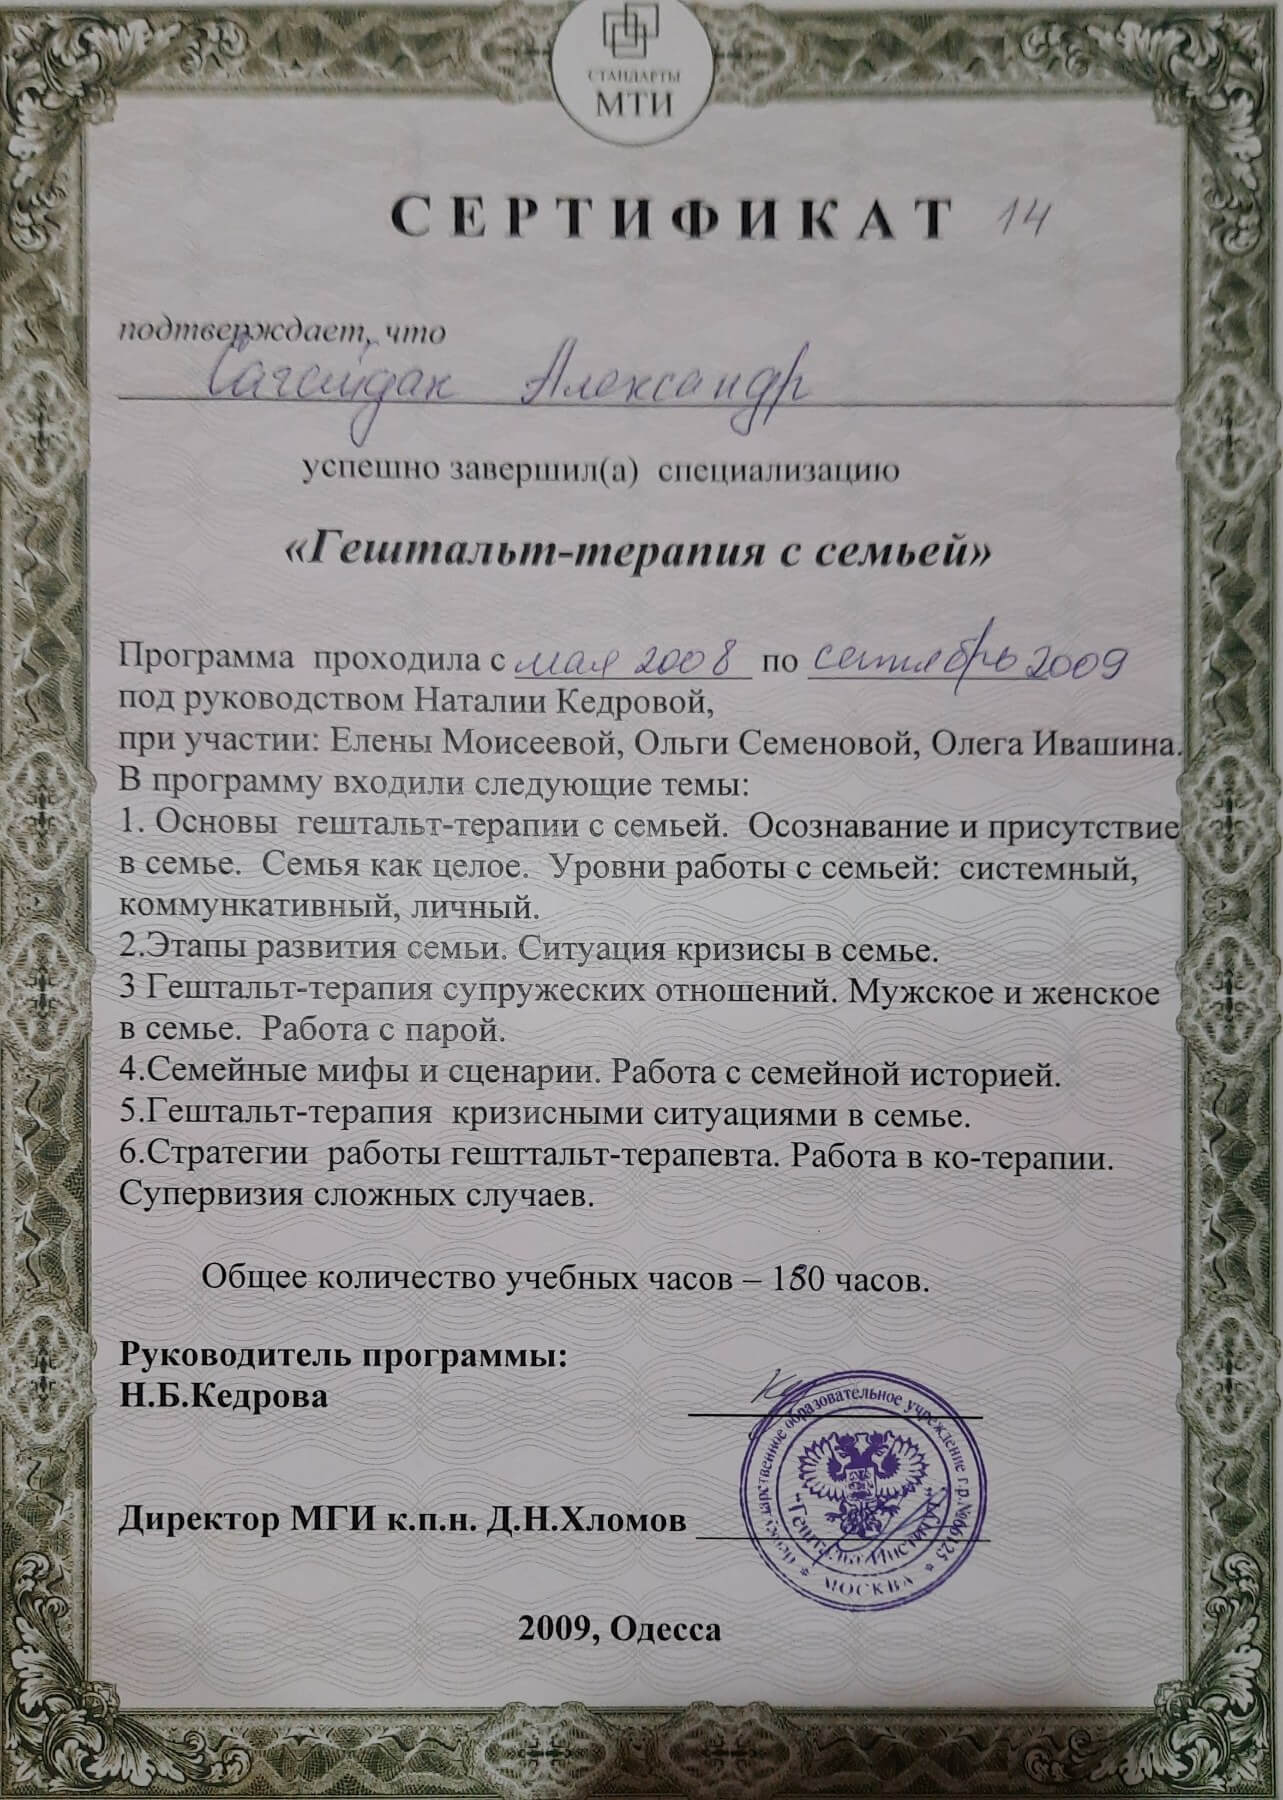 СТАНДАРТЫ
МТИ
СЕРТИФИКАТ 14
подтверждает, что
Сагайдак Александр
успешно завершил(а) специализацию
«Гештальт-терапия с семьей»
Программа проходила с мая 2008 по сентябрь 2009
под руководством Наталии Кедровой,
при участии: Елены Моисеевой, Ольги Семеновой, Олега Ивашина.
В программу входили следующие темы:
1. Основы гештальт-терапии с семьей. Осознавание и присутствие
в семье. Семья как целое. Уровни работы с семьей: системный,
коммункативный, личный.
2.Этапы развития семьи. Ситуация кризисы в семье.
3 Гештальт-терапия супружеских отношений. Мужское и женское
в семье. Работа с парой.
4.Семейные мифы и сценарии. Работа с семейной историей.
5.Гештальт-терапия кризисными ситуациями в семье.
6.Стратегии работы гешттальт-терапевта. Работа в ко-терапии.
Супервизия сложных случаев.
Общее количество учебных часов – часов.
Руководитель программы:
Н.Б.Кедрова
образовательное учреждение г.р.№66125
МОСКВА
Директор МГИ к.п.н. Д.Н.Хломов
2009, Одесса